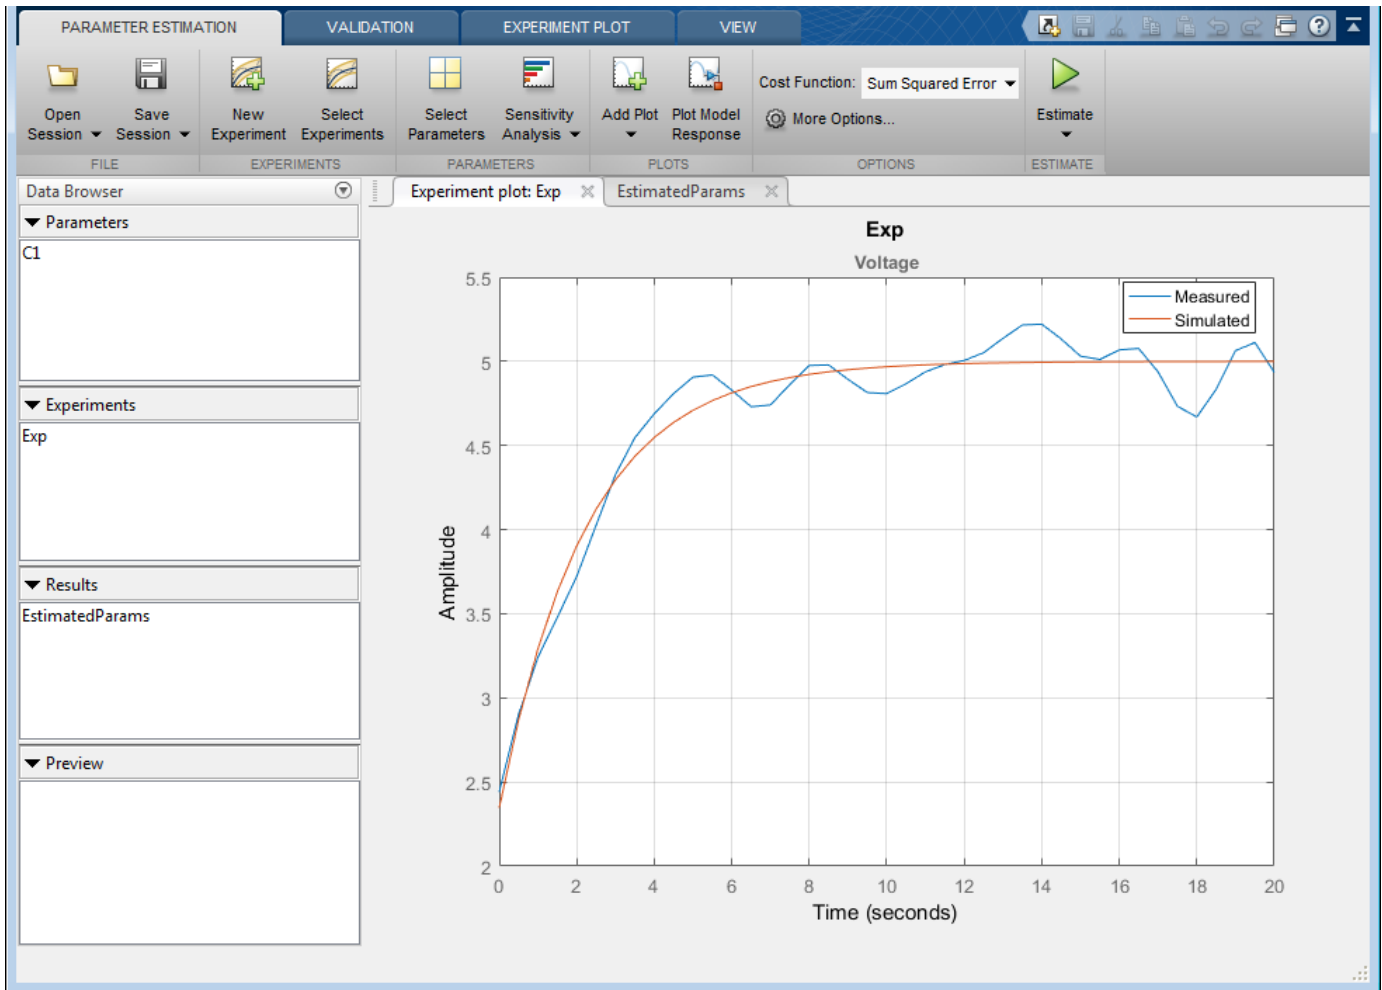 PARAMETER ESTIMATION VALIDATION EXPERIMENT PLOT VIEW
Open Session Save Session New Experiment Select Experiments Select Parameters Sensitivity Analysis Add Plot Plot Model Response Cost Function: Sum Squared Error More Options... Estimate
FILE EXPERIMENTS PARAMETERS PLOTS OPTIONS ESTIMATE
Data Browser
Parameters
C1
Experiments
Exp
Results
EstimatedParams
Preview
Experiment plot: Exp EstimatedParams
Exp
Voltage
Measured
Simulated
Amplitude
5.5
5
4.5
4
3.5
3
2.5
2
0 2 4 6 8 10 12 14 16 18 20
Time (seconds)